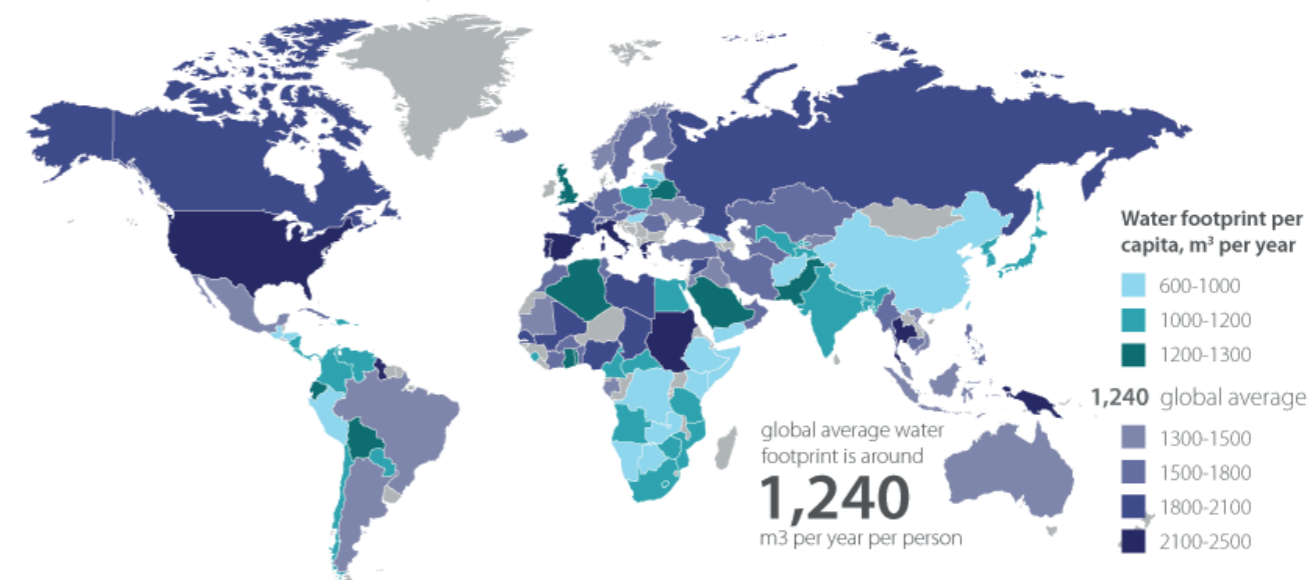 Water footprint per
capita, m³ per year
600-1000
1000-1200
1200-1300
1,240 global average
1300-1500
1500-1800
1800-2100
2100-2500
global average water
footprint is around
1,240
m3 per year per person